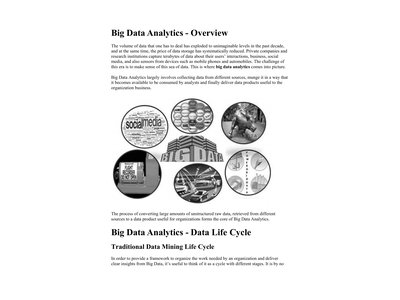 Big Data Analytics - Overview
The volume of data that one has to deal has exploded to unimaginable levels in the past decade,
and at the same time, the price of data storage has systematically reduced. Private companies and
research institutions capture terabytes of data about their users' interactions, business, social
media, and also sensors from devices such as mobile phones and automobiles. The challenge of
this era is to make sense of this sea of data. This is where big data analytics comes into picture.
Big Data Analytics largely involves collecting data from different sources, munge it in a way that
it becomes available to be consumed by analysts and finally deliver data products useful to the
organization business.
socialmedia
BIG DATA
The process of converting large amounts of unstructured raw data, retrieved from different
sources to a data product useful for organizations forms the core of Big Data Analytics.
Big Data Analytics - Data Life Cycle
Traditional Data Mining Life Cycle
In order to provide a framework to organize the work needed by an organization and deliver
clear insights from Big Data, it's useful to think of it as a cycle with different stages. It is by no